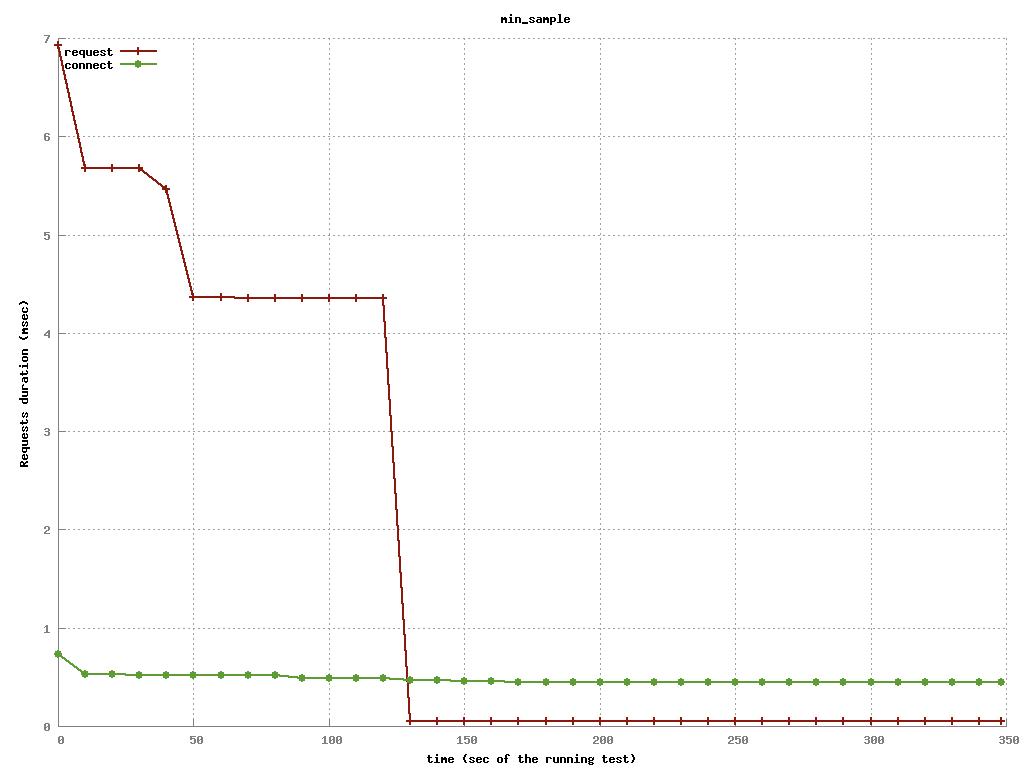 min_sample
7
request
connect
6
5
4
3
2
1
0
Requests duration (msec)
0 50 100 150 200 250 300 350
time (sec of the running test)